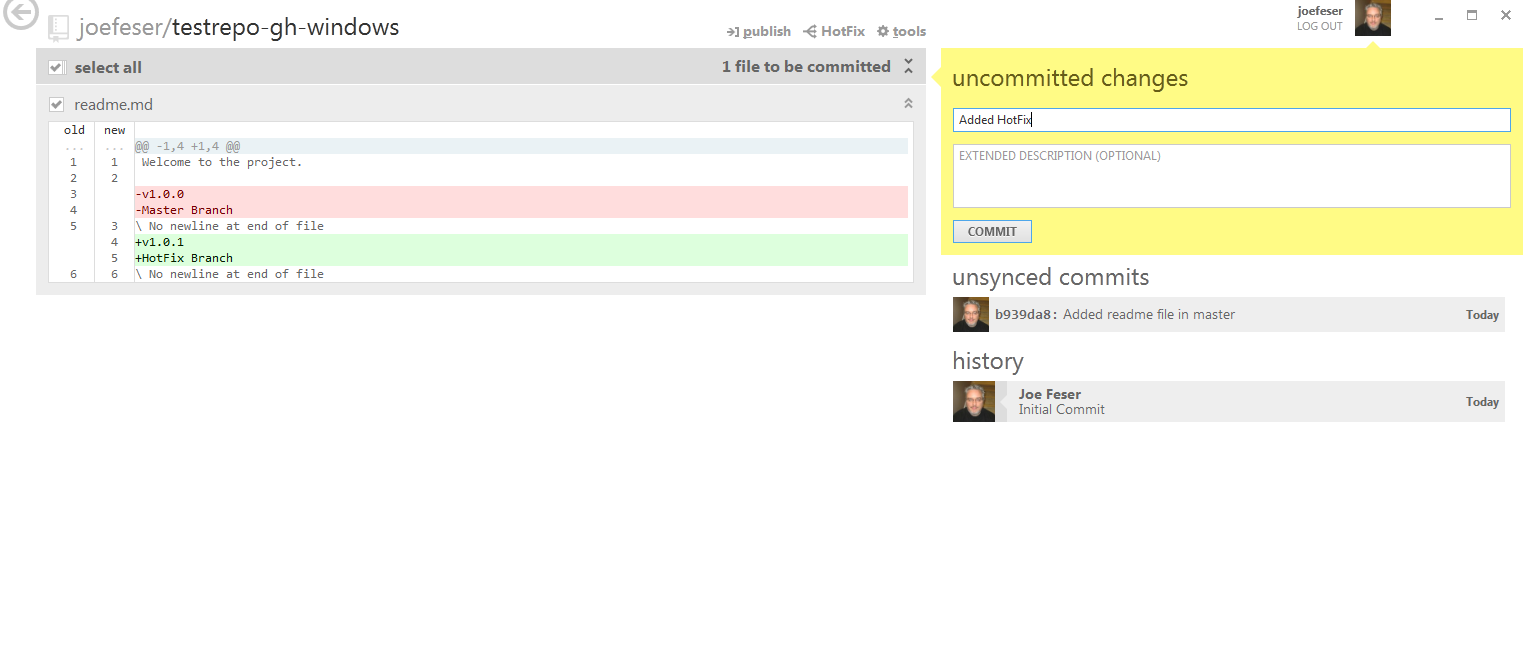 joefeser/testrepo-gh-windows
publish HotFix tools
joefeser
LOG OUT
select all 1 file to be committed
readme.md
old new
... ... @@ -1,4 +1,4 @@
1 1 Welcome to the project.
2 2
3 -v1.0.0
4 -Master Branch
5 3 \ No newline at end of file
4 +v1.0.1
5 +HotFix Branch
6 6 \ No newline at end of file
uncommitted changes
Added HotFix
EXTENDED DESCRIPTION (OPTIONAL)
COMMIT
unsynced commits
b939da8: Added readme file in master Today
history
Joe Feser
Initial Commit Today